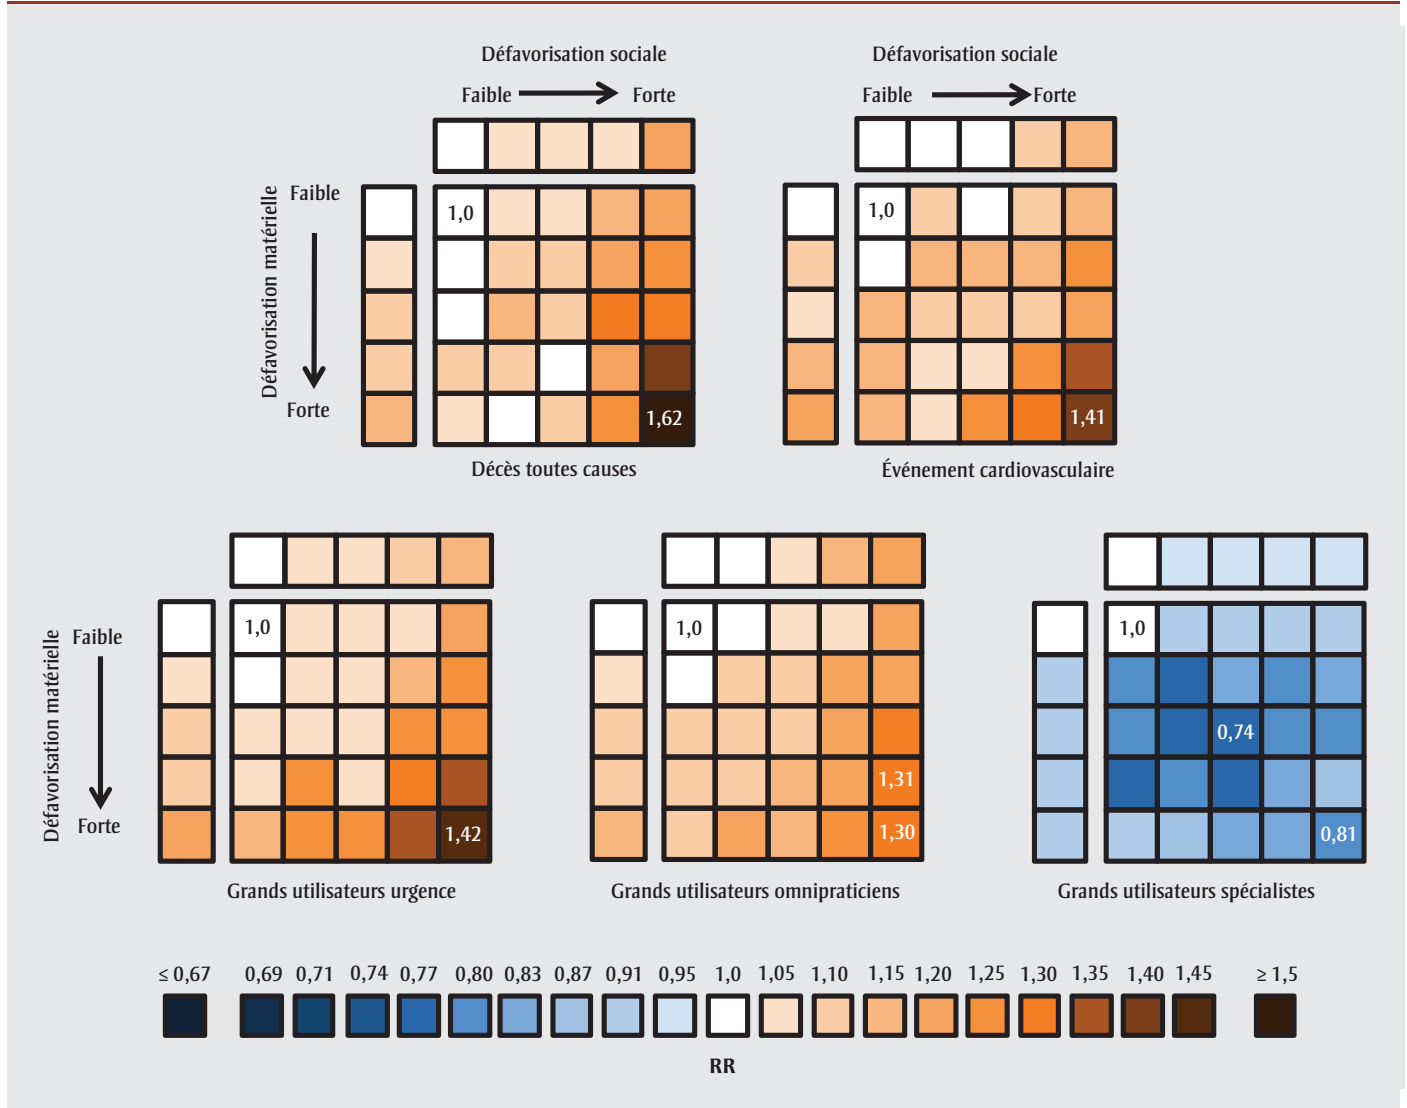 Défavorisation sociale
Faible Forte
Défavorisation sociale
Faible Forte
Défavorisation matérielle
Faible
Forte
1,0
1,62
Décès toutes causes
1,0
1,41
Événement cardiovasculaire
Défavorisation matérielle
Faible
Forte
1,0
1,42
Grands utilisateurs urgence
1,0
1,31
1,30
Grands utilisateurs omnipraticiens
1,0
0,74
0,81
Grands utilisateurs spécialistes
≤ 0,67 0,69 0,71 0,74 0,77 0,80 0,83 0,87 0,91 0,95 1,0 1,05 1,10 1,15 1,20 1,25 1,30 1,35 1,40 1,45 ≥ 1,5
RR